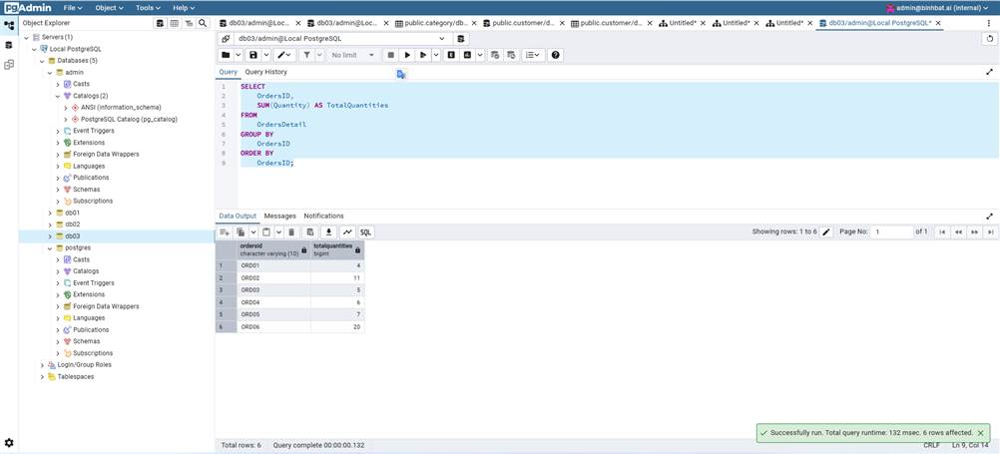 pgAdmin File Object Tools Help admin@binhbat.ai (internal)
Object Explorer
Servers (1)
Local PostgreSQL
Databases (5)
admin
Casts
Catalogs (2)
ANSI (information_schema)
PostgreSQL Catalog (pg_catalog)
Event Triggers
Extensions
Foreign Data Wrappers
Languages
Publications
Schemas
Subscriptions
db01
db02
db03
postgres
Casts
Catalogs
Event Triggers
Extensions
Foreign Data Wrappers
Languages
Publications
Schemas
Subscriptions
Login/Group Roles
Tablespaces
db03/admin@Loc... db03/admin@Loc... public.category/db... public.customer/d... public.customer/d... Untitled* Untitled* Untitled* db03/admin@Local PostgreSQL*
db03/admin@Local PostgreSQL
No limit
Query Query History
1 SELECT
2 OrdersID,
3 SUM(Quantity) AS TotalQuantities
4 FROM
5 OrdersDetail
6 GROUP BY
7 OrdersID
8 ORDER BY
9 OrdersID;
Data Output Messages Notifications
SQL Showing rows: 1 to 6 Page No: 1 of 1
ordersid totalquantities
character varying (10) bigint
1 ORD01 4
2 ORD02 11
3 ORD03 5
4 ORD04 6
5 ORD05 7
6 ORD06 20
Successfully run. Total query runtime: 132 msec. 6 rows affected.
Total rows: 6 Query complete 00:00:00.132 CRLF Ln 9, Col 14